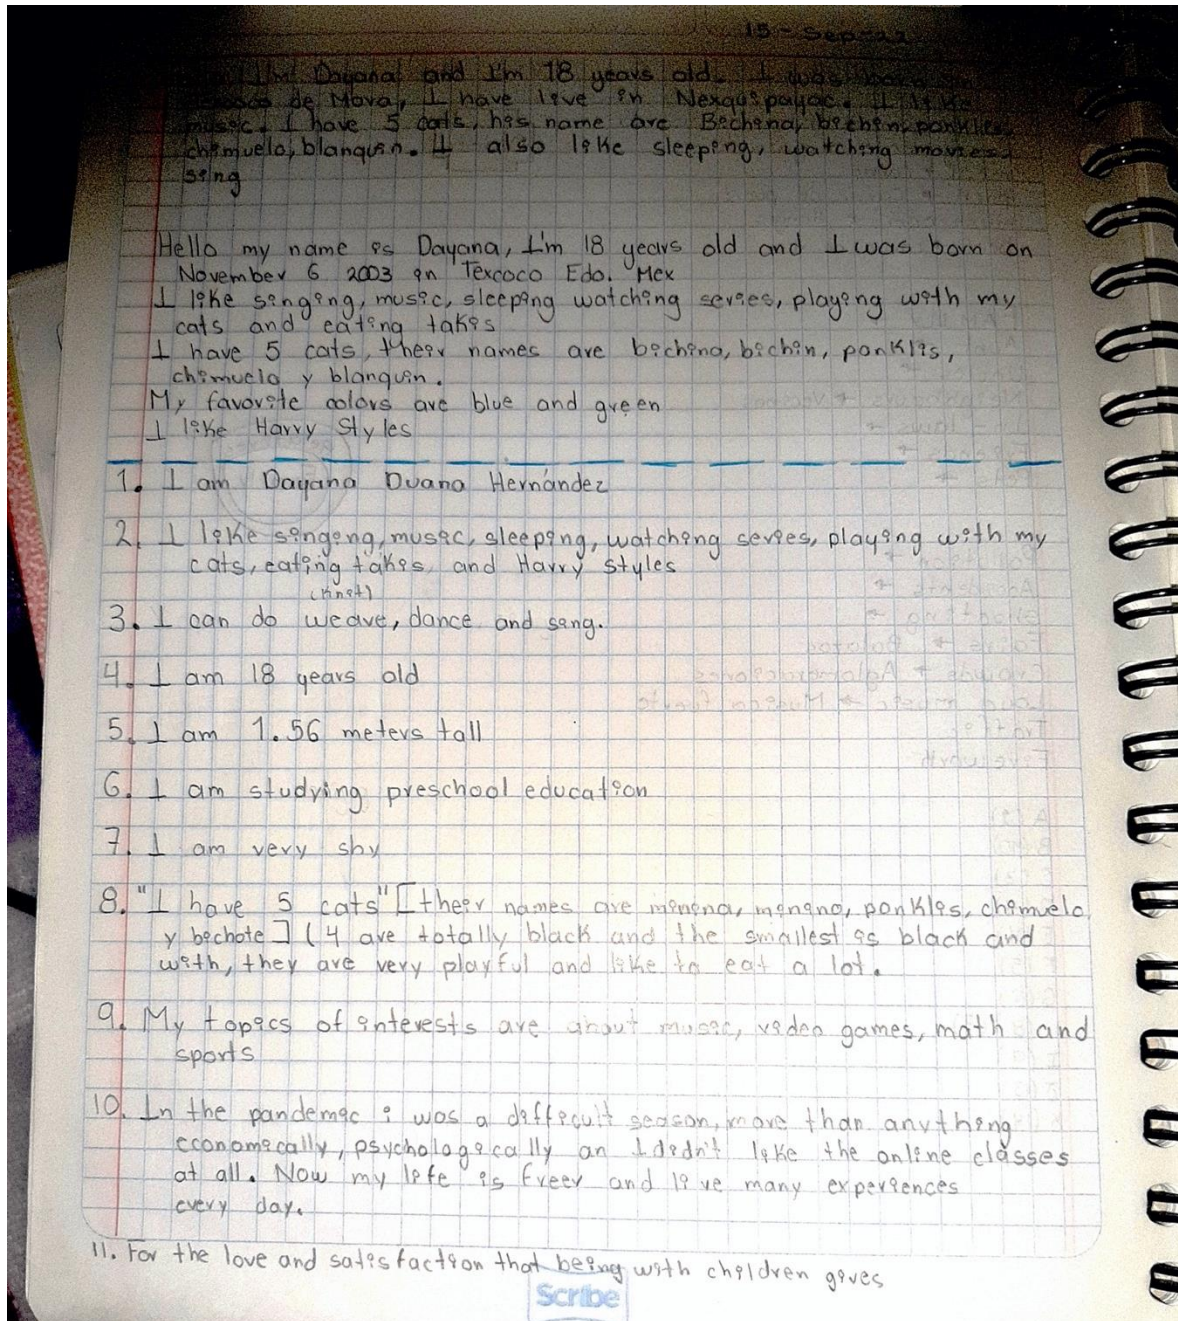 15 - Sep-22
I'm Dayana and I'm 18 years old. I was born in
de Mora, I have live in Nexquipayac. I like
music. I have 5 cats, his name are Bechena, bechen, ponkles
chimuelo, blanquin. I also like sleeping, watching movies
sing
Hello my name is Dayana, I'm 18 years old and I was born on
November 6 2003 in Texcoco Edo. Mex
I like singing, music, sleeping watching series, playing with my
cats and eating takis
I have 5 cats, their names are bichina, bichin, ponklis,
chimuelo y blanquin.
My favorite colors are blue and green
I like Harry Styles
1. I am Dayana Duana Hernández
2. I like singing, music, sleeping, watching series, playing with my
cats, eating takis and Harry Styles
(knit)
3. I can do weave, dance and sing.
4. I am 18 years old
5. I am 1.56 meters tall
6. I am studying preschool education
7. I am very shy
8. "I have 5 cats" [their names are minina, minino, ponklis, chimuelo
y bichote] (4 are totally black and the smallest is black and
with, they are very playful and like to eat a lot.
9. My topics of interests are about music, video games, math and
sports
10. In the pandemic i was a difficult season, more than anything
economically, psychologically an I didn't like the online classes
at all. Now my life is freer and live many experiences
every day.
11. For the love and satisfaction that being with children gives
Scribe